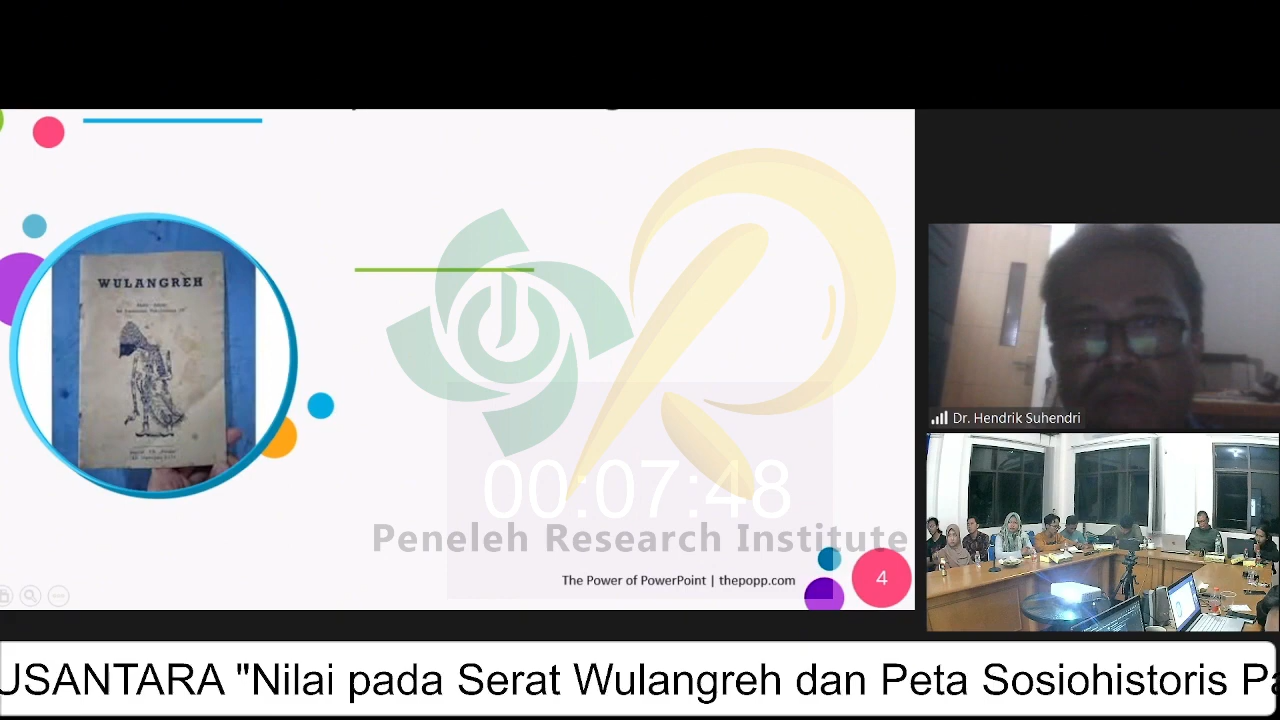 WULANGRÈH
Dr. Hendrik Suhendri
00:07:48
Peneleh Research Institute
The Power of PowerPoint | thepopp.com
4
USANTARA "Nilai pada Serat Wulangreh dan Peta Sosiohistoris Pa